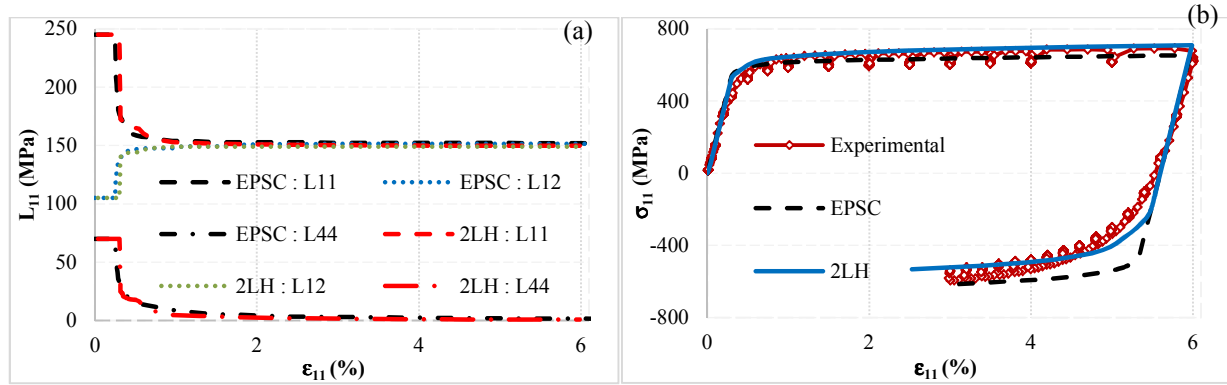 (a)
250
200
150
100
50
0
L11 (MPa)
EPSC : L11
EPSC : L12
EPSC : L44
2LH : L11
2LH : L12
2LH : L44
0 2 4 6
ε11 (%)
(b)
800
400
0
-400
-800
σ11 (MPa)
Experimental
EPSC
2LH
0 2 4 6
ε11 (%)